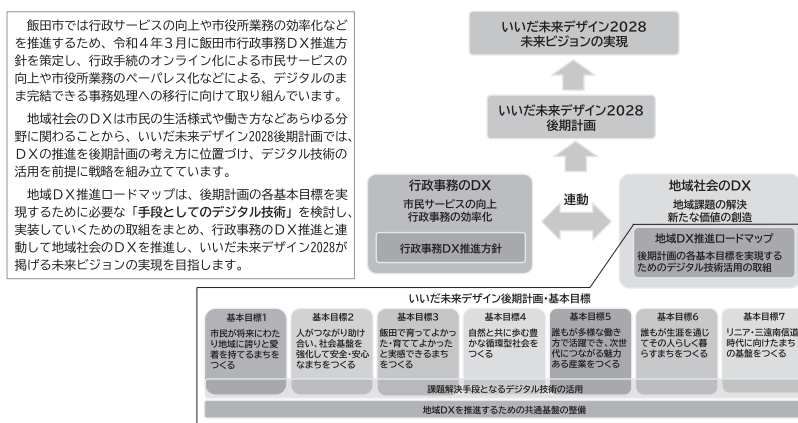 飯田市では行政サービスの向上や市役所業務の効率化など
を推進するため、令和４年３月に飯田市行政事務ＤＸ推進方
針を策定し、行政手続のオンライン化による市民サービスの
向上や市役所業務のペーパレス化などによる、デジタルのま
ま完結できる事務処理への移行に向けて取り組んでいます。
地域社会のＤＸは市民の生活様式や働き方などあらゆる分
野に関わることから、いいだ未来デザイン2028後期計画では、
ＤＸの推進を後期計画の考え方に位置づけ、デジタル技術の
活用を前提に戦略を組み立てています。
地域ＤＸ推進ロードマップは、後期計画の各基本目標を実
現するために必要な「手段としてのデジタル技術」を検討し、
実装していくための取組をまとめ、行政事務のＤＸ推進と連
動して地域社会のＤＸを推進し、いいだ未来デザイン2028が
掲げる未来ビジョンの実現を目指します。
いいだ未来デザイン2028
未来ビジョンの実現
いいだ未来デザイン2028
後期計画
行政事務のDX
市民サービスの向上
行政事務の効率化
行政事務DX推進方針
連動
地域社会のDX
地域課題の解決
新たな価値の創造
地域DX推進ロードマップ
後期計画の各基本目標を実現する
ためのデジタル技術活用の取組
いいだ未来デザイン後期計画・基本目標
基本目標1
市民が将来にわた
り地域に誇りと愛
着を持てるまちを
つくる
基本目標2
人がつながり助け
合い、社会基盤を
強化して安全・安心
なまちをつくる
基本目標3
飯田で育ってよかっ
た・育ててよかった
と実感できるまち
をつくる
基本目標4
自然と共に歩む豊
かな循環型社会を
つくる
基本目標5
誰もが多様な働き
方で活躍でき、次世
代につながる魅力
ある産業をつくる
基本目標6
誰もが生涯を通じ
てその人らしく暮
らすまちをつくる
基本目標7
リニア・三遠南信道
時代に向けたまち
の基盤をつくる
課題解決手段となるデジタル技術の活用
地域DXを推進するための共通基盤の整備